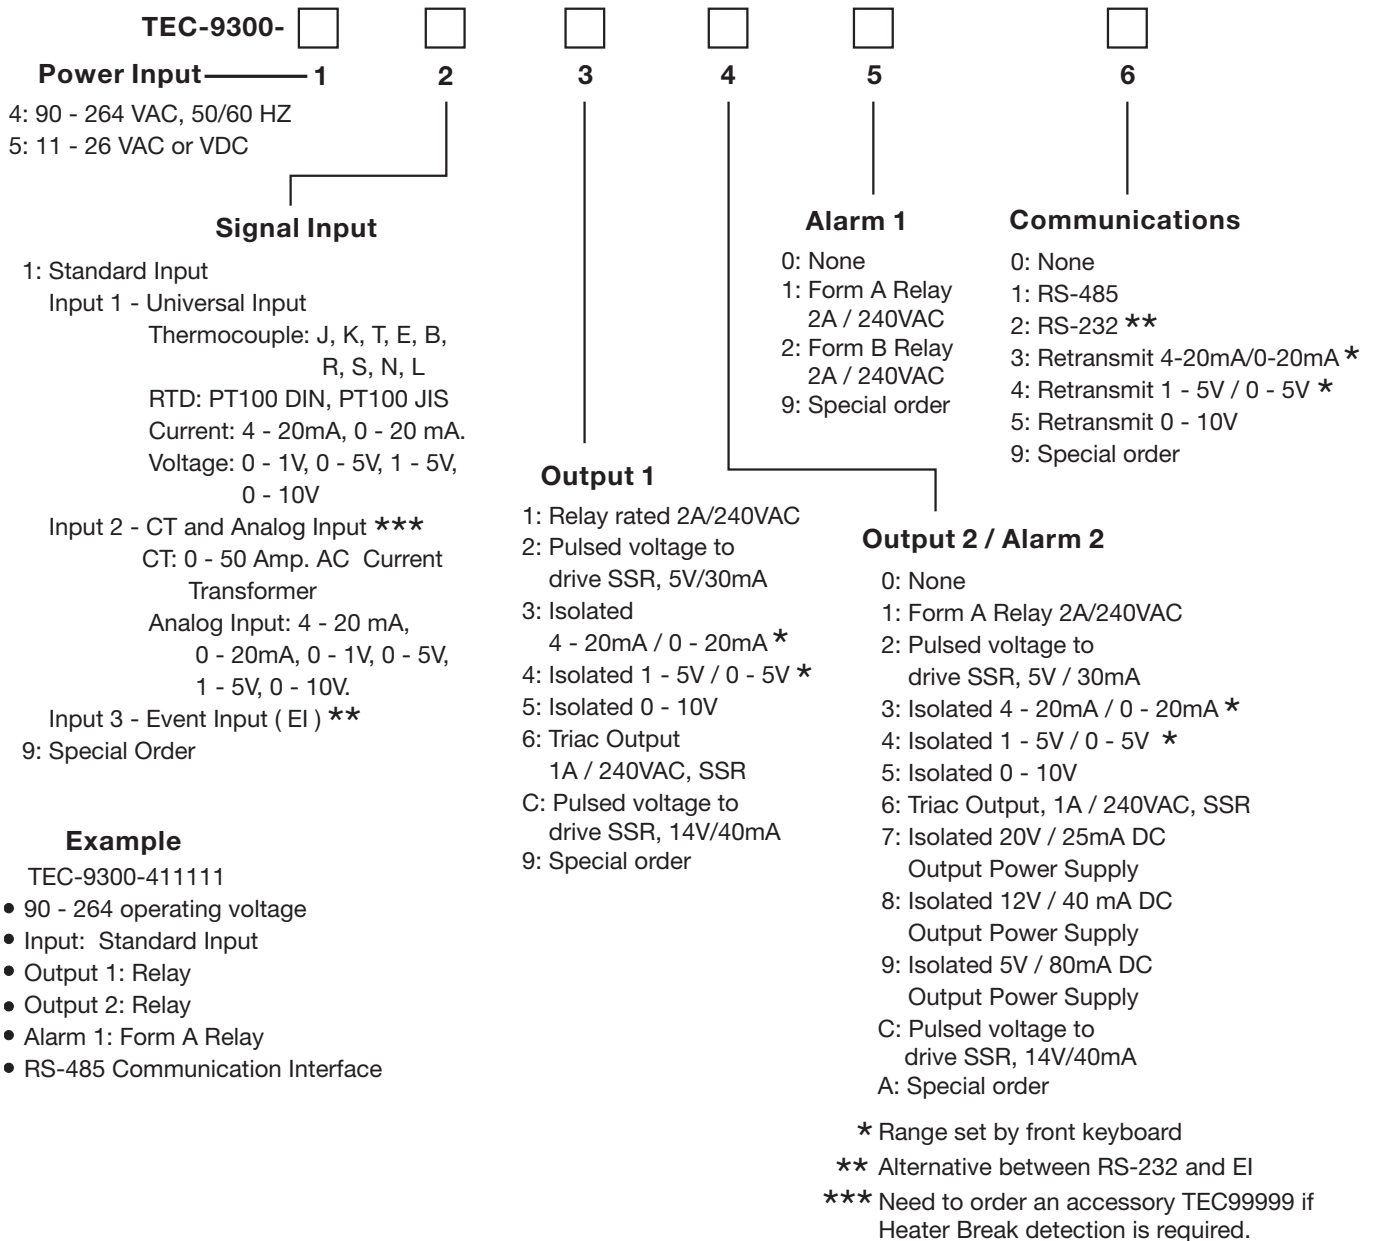 TEC-9300-
Power Input 1 2 3 4 5 6
4: 90 - 264 VAC, 50/60 HZ
5: 11 - 26 VAC or VDC
Signal Input
1: Standard Input
Input 1 - Universal Input
Thermocouple: J, K, T, E, B,
R, S, N, L
RTD: PT100 DIN, PT100 JIS
Current: 4 - 20mA, 0 - 20 mA.
Voltage: 0 - 1V, 0 - 5V, 1 - 5V,
0 - 10V
Input 2 - CT and Analog Input ***
CT: 0 - 50 Amp. AC Current
Transformer
Analog Input: 4 - 20 mA,
0 - 20mA, 0 - 1V, 0 - 5V,
1 - 5V, 0 - 10V.
Input 3 - Event Input ( EI ) **
9: Special Order
Example
TEC-9300-411111
• 90 - 264 operating voltage
• Input: Standard Input
• Output 1: Relay
• Output 2: Relay
• Alarm 1: Form A Relay
• RS-485 Communication Interface
Output 1
1: Relay rated 2A/240VAC
2: Pulsed voltage to
drive SSR, 5V/30mA
3: Isolated
4 - 20mA / 0 - 20mA *
4: Isolated 1 - 5V / 0 - 5V *
5: Isolated 0 - 10V
6: Triac Output
1A / 240VAC, SSR
C: Pulsed voltage to
drive SSR, 14V/40mA
9: Special order
Alarm 1
0: None
1: Form A Relay
2A / 240VAC
2: Form B Relay
2A / 240VAC
9: Special order
Communications
0: None
1: RS-485
2: RS-232 **
3: Retransmit 4-20mA/0-20mA *
4: Retransmit 1 - 5V / 0 - 5V *
5: Retransmit 0 - 10V
9: Special order
Output 2 / Alarm 2
0: None
1: Form A Relay 2A/240VAC
2: Pulsed voltage to
drive SSR, 5V / 30mA
3: Isolated 4 - 20mA / 0 - 20mA *
4: Isolated 1 - 5V / 0 - 5V *
5: Isolated 0 - 10V
6: Triac Output, 1A / 240VAC, SSR
7: Isolated 20V / 25mA DC
Output Power Supply
8: Isolated 12V / 40 mA DC
Output Power Supply
9: Isolated 5V / 80mA DC
Output Power Supply
C: Pulsed voltage to
drive SSR, 14V/40mA
A: Special order
* Range set by front keyboard
** Alternative between RS-232 and EI
*** Need to order an accessory TEC99999 if
Heater Break detection is required.